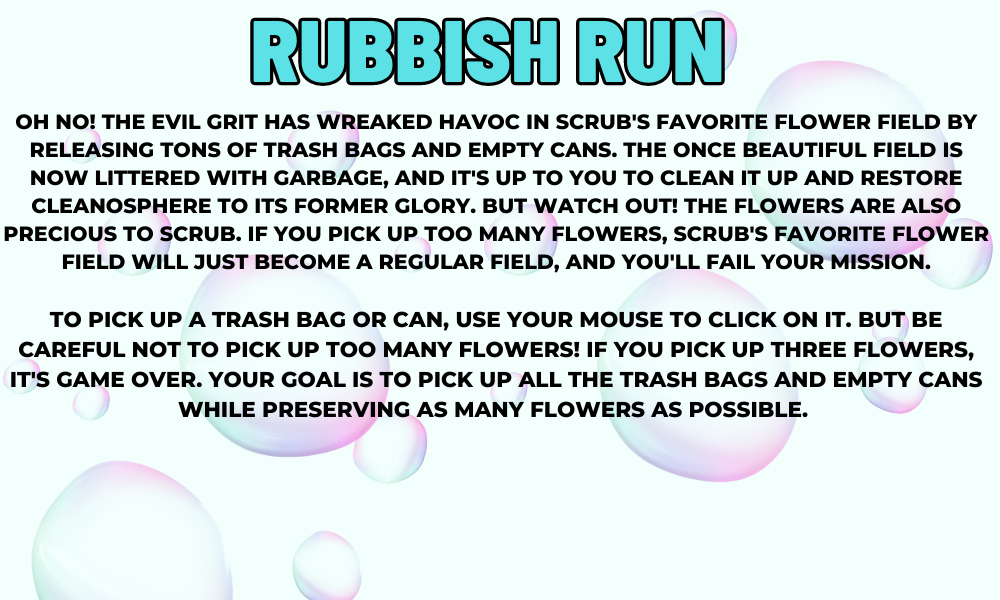 RUBBISH RUN
OH NO! THE EVIL GRIT HAS WREAKED HAVOC IN SCRUB'S FAVORITE FLOWER FIELD BY
RELEASING TONS OF TRASH BAGS AND EMPTY CANS. THE ONCE BEAUTIFUL FIELD IS
NOW LITTERED WITH GARBAGE, AND IT'S UP TO YOU TO CLEAN IT UP AND RESTORE
CLEANOSPHERE TO ITS FORMER GLORY. BUT WATCH OUT! THE FLOWERS ARE ALSO
PRECIOUS TO SCRUB. IF YOU PICK UP TOO MANY FLOWERS, SCRUB'S FAVORITE FLOWER
FIELD WILL JUST BECOME A REGULAR FIELD, AND YOU'LL FAIL YOUR MISSION.
TO PICK UP A TRASH BAG OR CAN, USE YOUR MOUSE TO CLICK ON IT. BUT BE
CAREFUL NOT TO PICK UP TOO MANY FLOWERS! IF YOU PICK UP THREE FLOWERS,
IT'S GAME OVER. YOUR GOAL IS TO PICK UP ALL THE TRASH BAGS AND EMPTY CANS
WHILE PRESERVING AS MANY FLOWERS AS POSSIBLE.